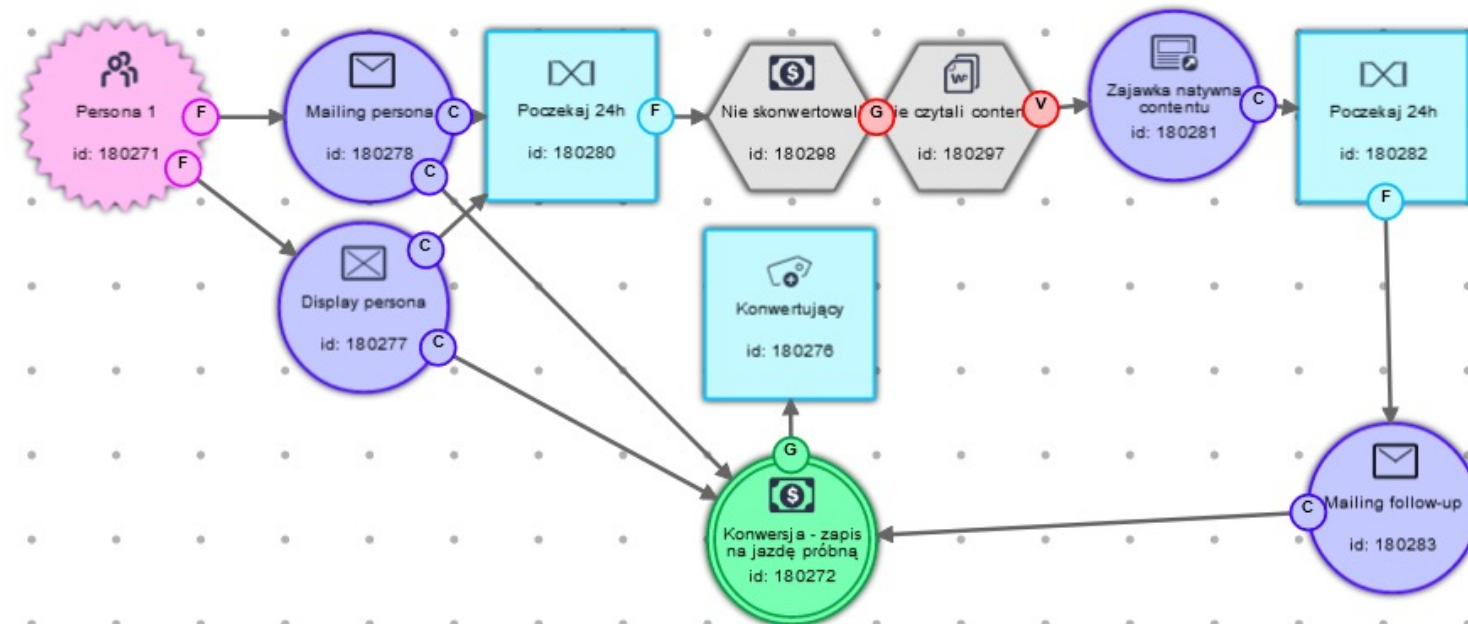 Persona 1
id: 180271
F
F
Mailing persona
id: 180278
C
C
Poczekaj 24h
id: 180280
F
Nie skonwertowali
id: 180298
G
ie czytali conten
id: 180297
V
Zajawka natywna
contentu
id: 180281
C
Poczekaj 24h
id: 180282
F
Display persona
id: 180277
C
C
Konwertujący
id: 180276
G
Konwersja - zapis
na jazdę próbną
id: 180272
Mailing follow-up
id: 180283
C